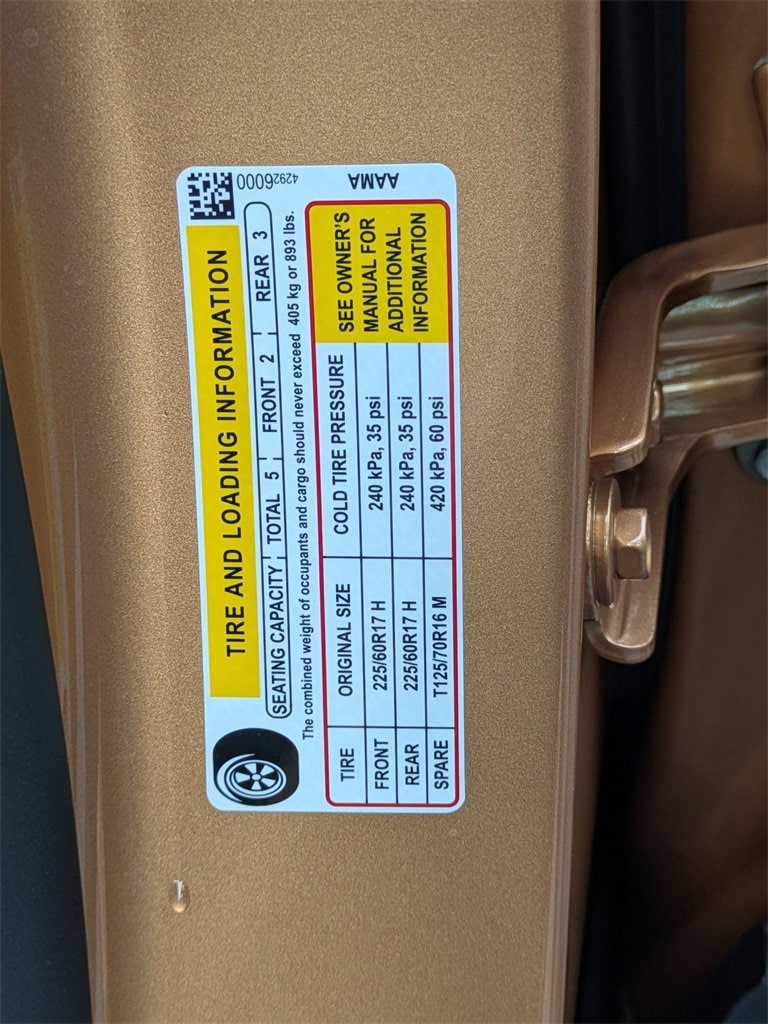 TIRE AND LOADING INFORMATION
42926000
SEATING CAPACITY TOTAL 5 FRONT 2 REAR 3
The combined weight of occupants and cargo should never exceed 405 kg or 893 lbs.
AAMA
TIRE ORIGINAL SIZE COLD TIRE PRESSURE
FRONT 225/60R17 H 240 kPa, 35 psi
REAR 225/60R17 H 240 kPa, 35 psi
SPARE T125/70R16 M 420 kPa, 60 psi
SEE OWNER'S
MANUAL FOR
ADDITIONAL
INFORMATION